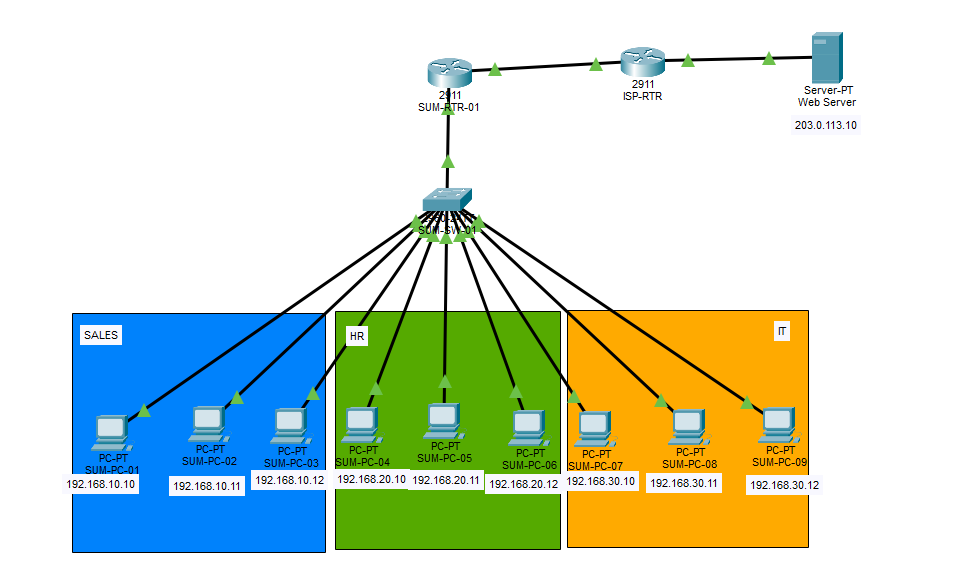 2911
SUM-RTR-01
2911
ISP-RTR
Server-PT
Web Server
203.0.113.10
SUM-SW-01
SALES
HR
IT
PC-PT
SUM-PC-01
192.168.10.10
PC-PT
SUM-PC-02
192.168.10.11
PC-PT
SUM-PC-03
192.168.10.12
PC-PT
SUM-PC-04
192.168.20.10
PC-PT
SUM-PC-05
192.168.20.11
PC-PT
SUM-PC-06
192.168.20.12
PC-PT
SUM-PC-07
192.168.30.10
PC-PT
SUM-PC-08
192.168.30.11
PC-PT
SUM-PC-09
192.168.30.12